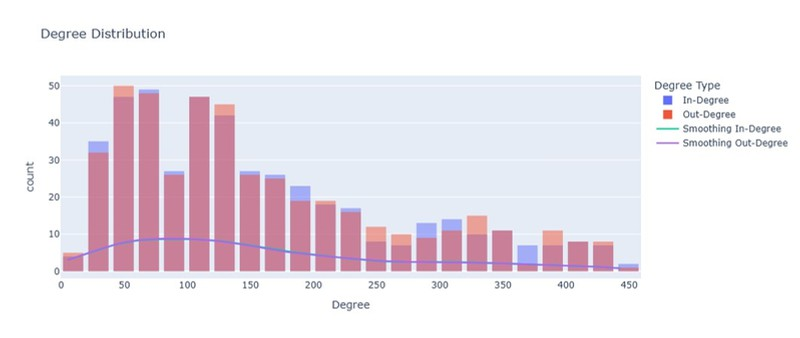 Degree Distribution
50
40
30
20
10
0
count
0 50 100 150 200 250 300 350 400 450
Degree
Degree Type
In-Degree
Out-Degree
Smoothing In-Degree
Smoothing Out-Degree